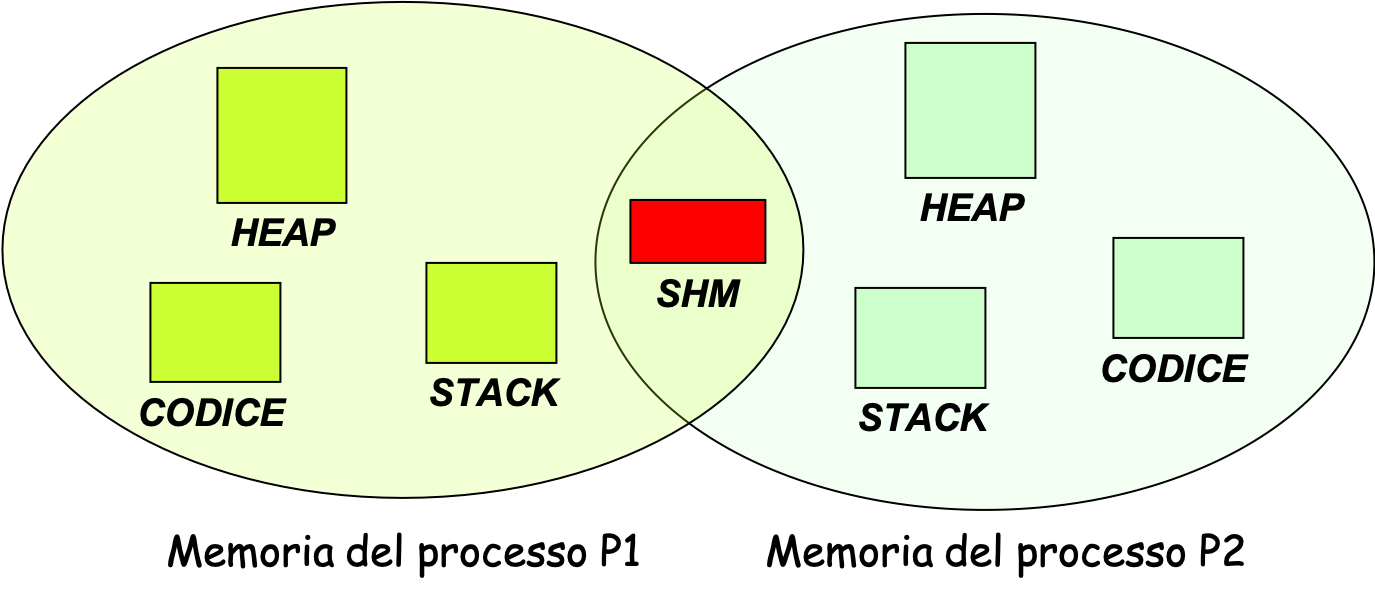 HEAP
CODICE
STACK
SHM
HEAP
STACK
CODICE
Memoria del processo P1
Memoria del processo P2